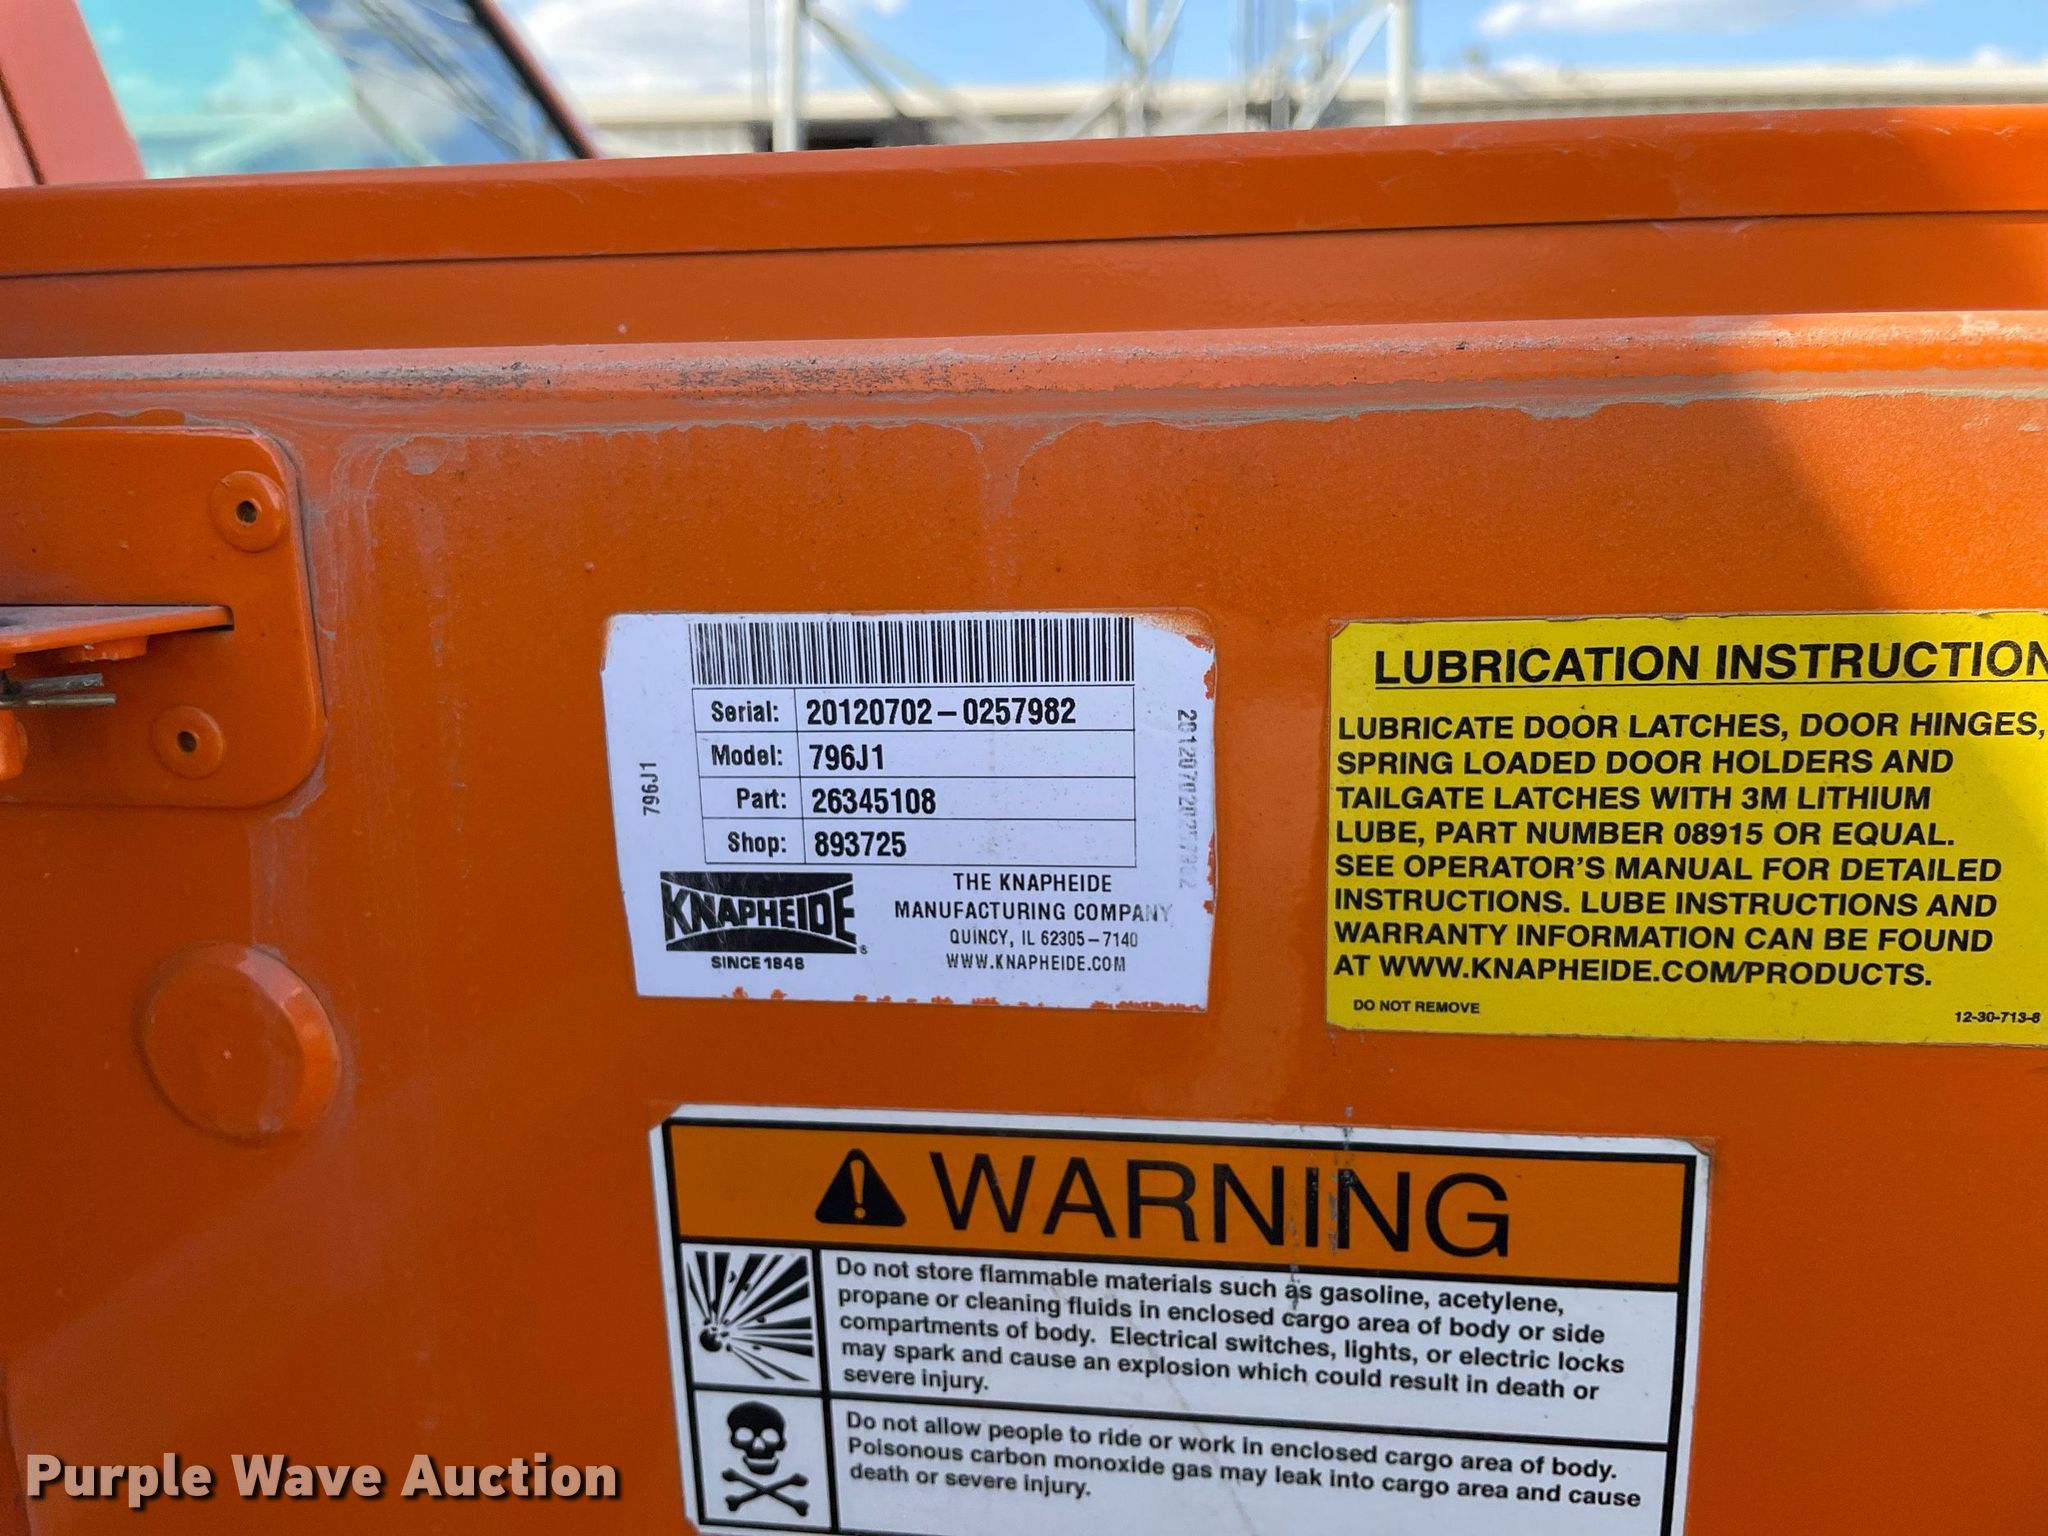 Serial: 20120702-0257982
Model: 796J1
Part: 26345108
Shop: 893725
796J1
201207020257982
KNAPHEIDE®
SINCE 1848
THE KNAPHEIDE
MANUFACTURING COMPANY
QUINCY, IL 62305-7140
WWW.KNAPHEIDE.COM
LUBRICATION INSTRUCTION
LUBRICATE DOOR LATCHES, DOOR HINGES,
SPRING LOADED DOOR HOLDERS AND
TAILGATE LATCHES WITH 3M LITHIUM
LUBE, PART NUMBER 08915 OR EQUAL.
SEE OPERATOR'S MANUAL FOR DETAILED
INSTRUCTIONS. LUBE INSTRUCTIONS AND
WARRANTY INFORMATION CAN BE FOUND
AT WWW.KNAPHEIDE.COM/PRODUCTS.
DO NOT REMOVE
12-30-713-8
WARNING
Do not store flammable materials such as gasoline, acetylene,
propane or cleaning fluids in enclosed cargo area of body or side
compartments of body. Electrical switches, lights, or electric locks
may spark and cause an explosion which could result in death or
severe injury.
Do not allow people to ride or work in enclosed cargo area of body.
Poisonous carbon monoxide gas may leak into cargo area and cause
death or severe injury.
Purple Wave Auction